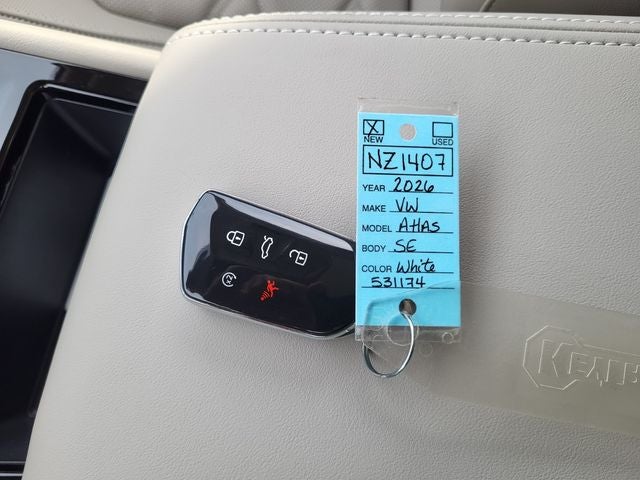 X
NEW USED
NZ1407
YEAR 2026
MAKE VW
MODEL Atlas
BODY SE
COLOR White
531174